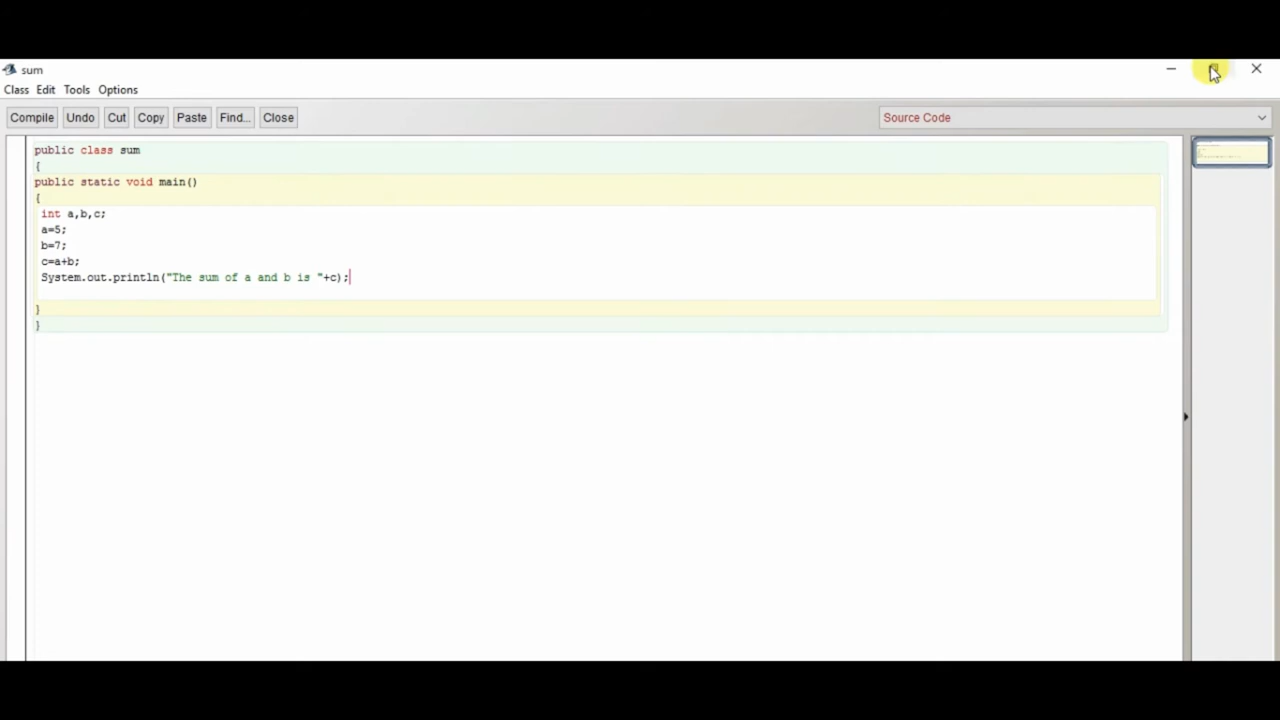 sum
Class Edit Tools Options
Compile Undo Cut Copy Paste Find... Close Source Code
public class sum
{
public static void main()
{
int a,b,c;
a=5;
b=7;
c=a+b;
System.out.println("The sum of a and b is "+c);
}
}